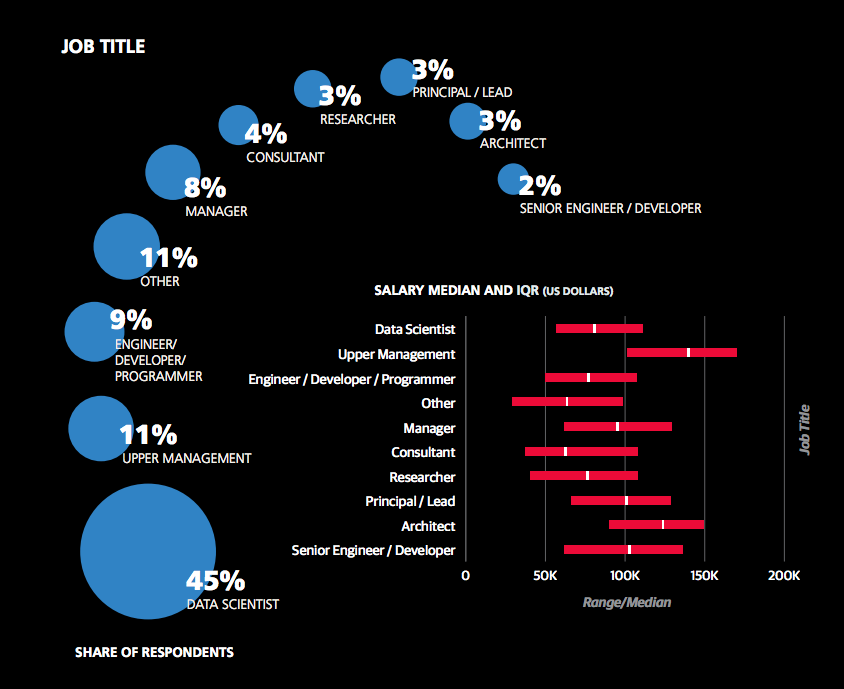 JOB TITLE
3%
PRINCIPAL / LEAD
3%
RESEARCHER
3%
ARCHITECT
4%
CONSULTANT
2%
SENIOR ENGINEER / DEVELOPER
8%
MANAGER
11%
OTHER
9%
ENGINEER/
DEVELOPER/
PROGRAMMER
11%
UPPER MANAGEMENT
45%
DATA SCIENTIST
SHARE OF RESPONDENTS
SALARY MEDIAN AND IQR (US DOLLARS)
Data Scientist
Upper Management
Engineer / Developer / Programmer
Other
Manager
Consultant
Researcher
Principal / Lead
Architect
Senior Engineer / Developer
0 50K 100K 150K 200K
Range/Median
Job Title